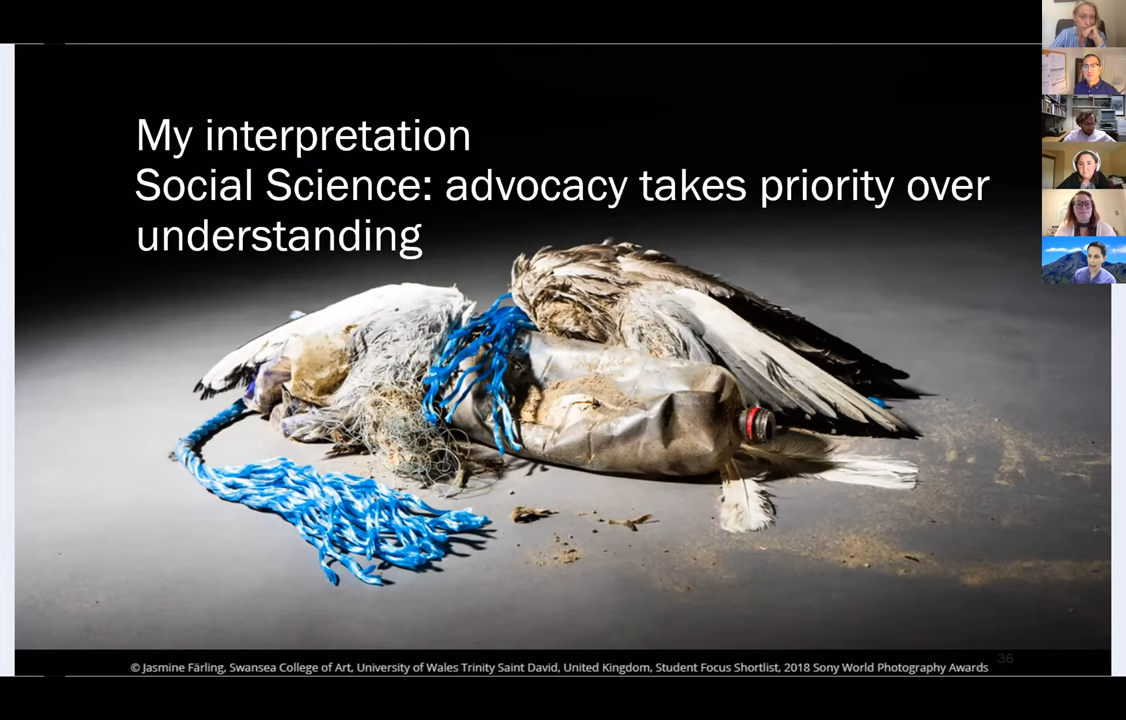 My interpretation
Social Science: advocacy takes priority over
understanding
© Jasmine Färling, Swansea College of Art, University of Wales Trinity Saint David, United Kingdom, Student Focus Shortlist, 2018 Sony World Photography Awards
36